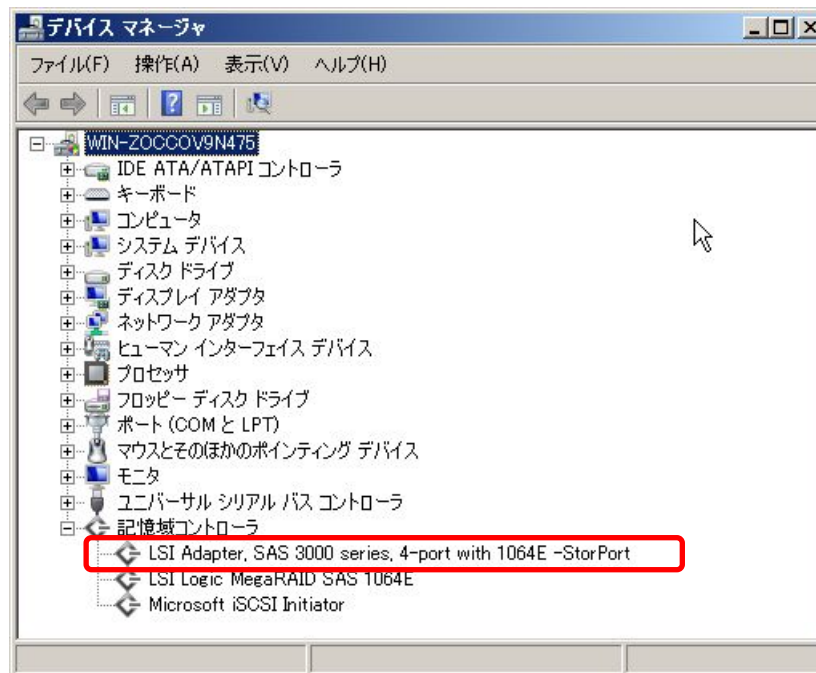 デバイス マネージャ
ファイル(F) 操作(A) 表示(V) ヘルプ(H)
WIN-ZOCCOV9N475
IDE ATA/ATAPI コントローラ
キーボード
コンピュータ
システム デバイス
ディスク ドライブ
ディスプレイ アダプタ
ネットワーク アダプタ
ヒューマン インターフェイス デバイス
プロセッサ
フロッピー ディスク ドライブ
ポート (COM と LPT)
マウスとそのほかのポインティング デバイス
モニタ
ユニバーサル シリアル バス コントローラ
記憶域コントローラ
LSI Adapter, SAS 3000 series, 4-port with 1064E -StorPort
LSI Logic MegaRAID SAS 1064E
Microsoft iSCSI Initiator